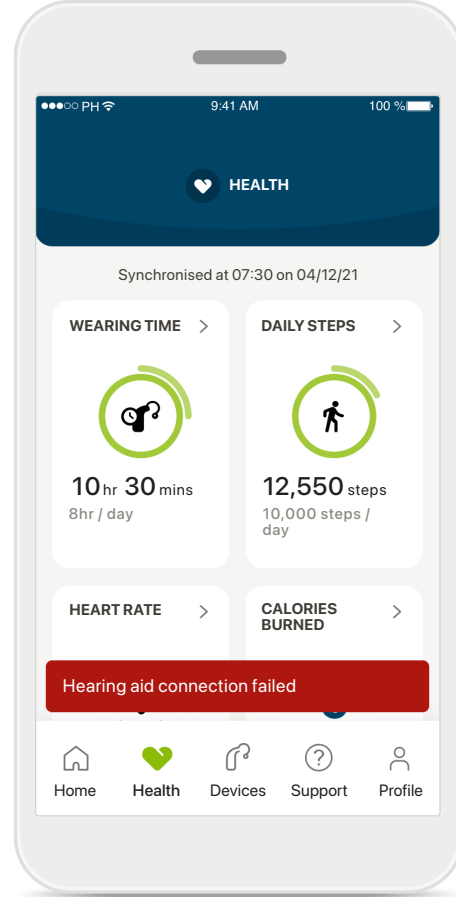 PH 9:41 AM 100 %
HEALTH
Synchronised at 07:30 on 04/12/21
WEARING TIME
10 hr 30 mins
8hr / day
DAILY STEPS
12,550 steps
10,000 steps /
day
HEART RATE
CALORIES
BURNED
Hearing aid connection failed
Home Health Devices Support Profile